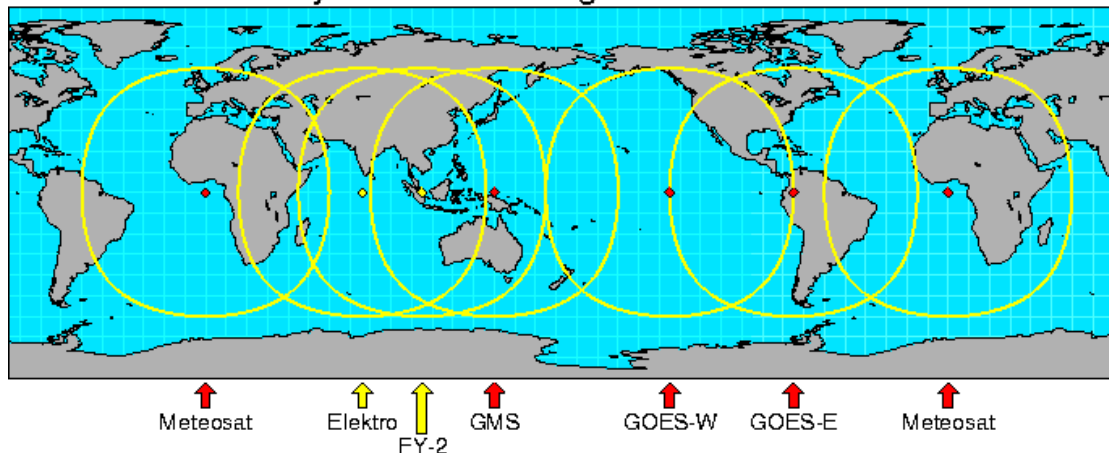 Meteosat
Elektro
FY-2
GMS
GOES-W
GOES-E
Meteosat